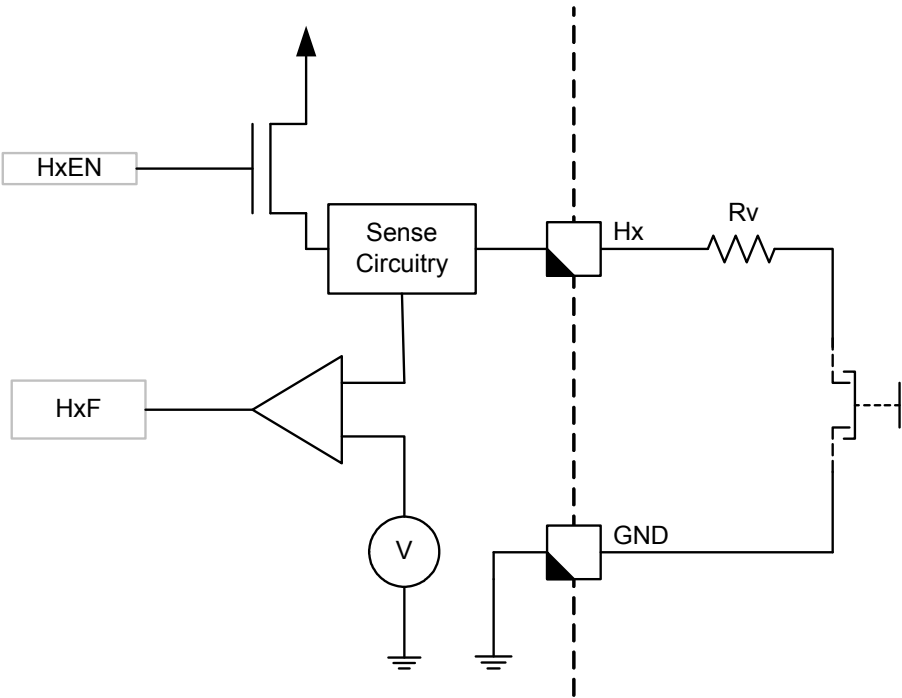 HxEN
Sense
Circuitry
Hx
Rv
HxF
V
GND